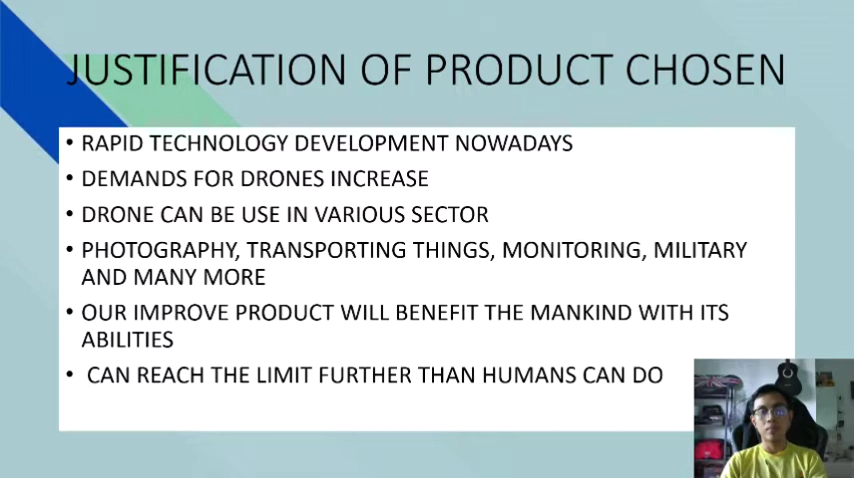 JUSTIFICATION OF PRODUCT CHOSEN
• RAPID TECHNOLOGY DEVELOPMENT NOWADAYS
• DEMANDS FOR DRONES INCREASE
• DRONE CAN BE USE IN VARIOUS SECTOR
• PHOTOGRAPHY, TRANSPORTING THINGS, MONITORING, MILITARY
AND MANY MORE
• OUR IMPROVE PRODUCT WILL BENEFIT THE MANKIND WITH ITS
ABILITIES
• CAN REACH THE LIMIT FURTHER THAN HUMANS CAN DO